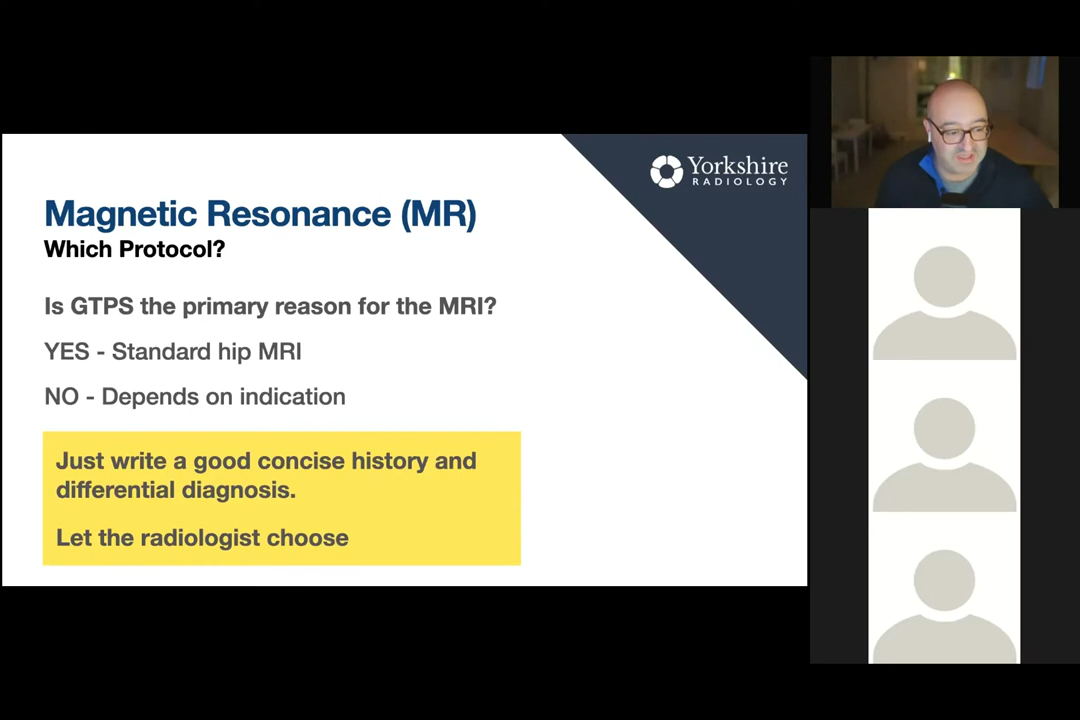 Yorkshire
RADIOLOGY
Magnetic Resonance (MR)
Which Protocol?
Is GTPS the primary reason for the MRI?
YES - Standard hip MRI
NO - Depends on indication
Just write a good concise history and
differential diagnosis.
Let the radiologist choose